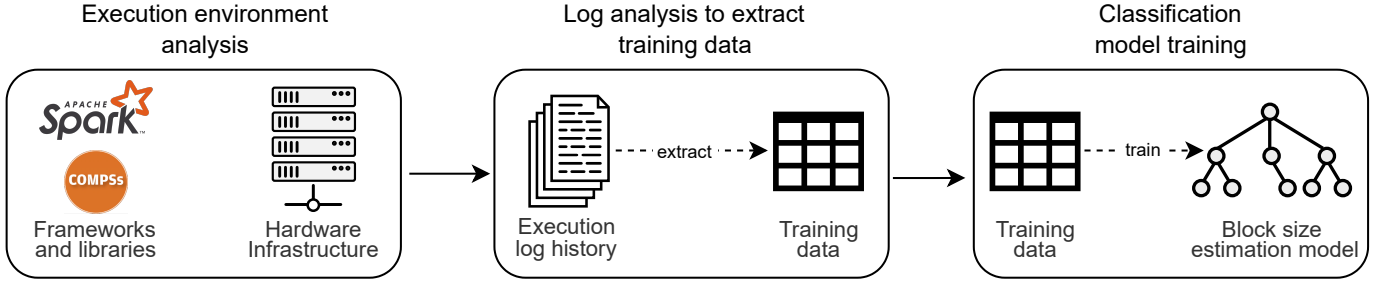 Execution environment
analysis
Log analysis to extract
training data
Classification
model training
APACHE
Spark™
COMPSs
Frameworks
and libraries
Hardware
Infrastructure
extract
Execution
log history
Training
data
train
Training
data
Block size
estimation model